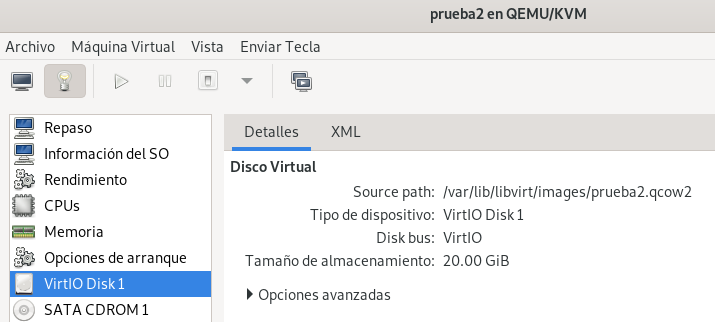 prueba2 en QEMU/KVM
Archivo Máquina Virtual Vista Enviar Tecla
Repaso
Información del SO
Rendimiento
CPUs
Memoria
Opciones de arranque
VirtIO Disk 1
SATA CDROM 1
Detalles XML
Disco Virtual
Source path: /var/lib/libvirt/images/prueba2.qcow2
Tipo de dispositivo: VirtIO Disk 1
Disk bus: VirtIO
Tamaño de almacenamiento: 20.00 GiB
Opciones avanzadas